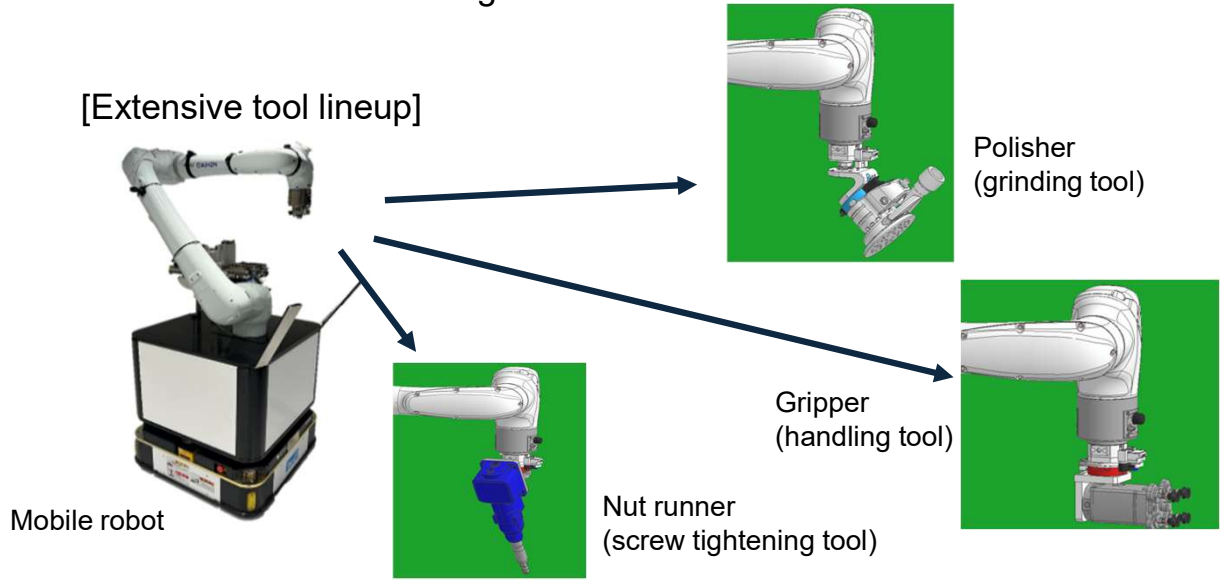 [Extensive tool lineup]
Polisher
(grinding tool)
Gripper
(handling tool)
Nut runner
(screw tightening tool)
Mobile robot